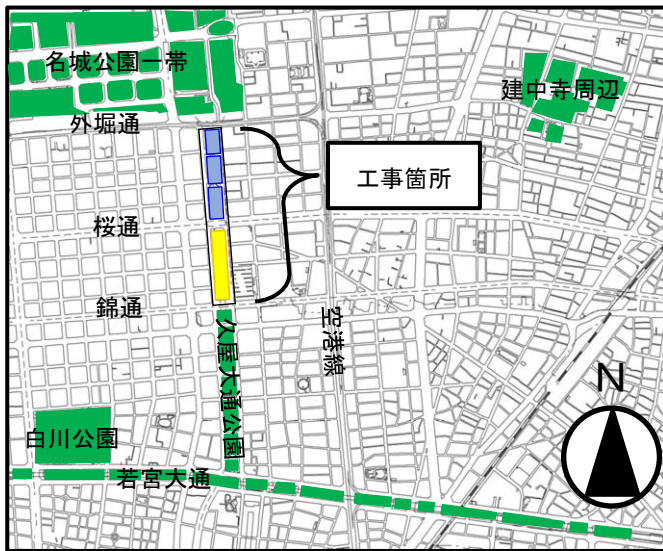 名城公園一帯
建中寺周辺
外堀通
工事箇所
桜通
錦通
久屋大通公園
空港線
N
白川公園
若宮大通